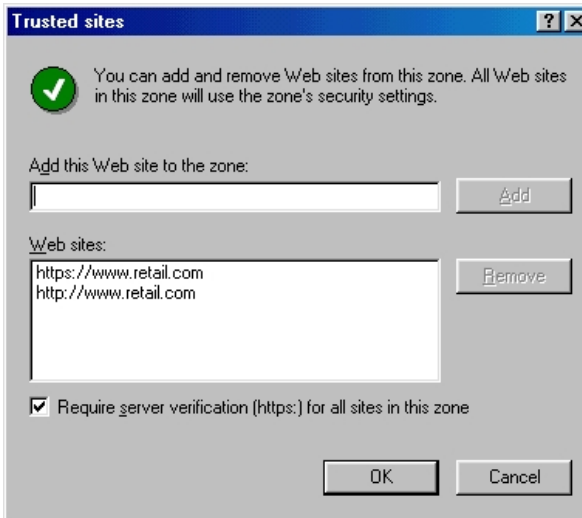 Trusted sites
You can add and remove Web sites from this zone. All Web sites
in this zone will use the zone's security settings.
Add this Web site to the zone:
Add
Web sites:
https://www.retail.com
http://www.retail.com
Remove
Require server verification (https:) for all sites in this zone
OK
Cancel